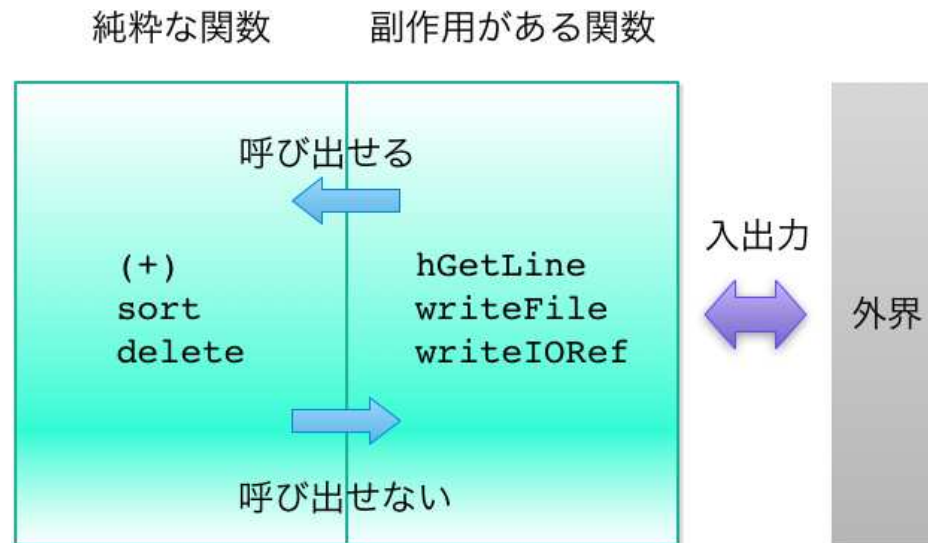 純粋な関数
副作用がある関数
呼び出せる
(+)
sort
delete
hGetLine
writeFile
writeIORef
呼び出せない
入出力
外界